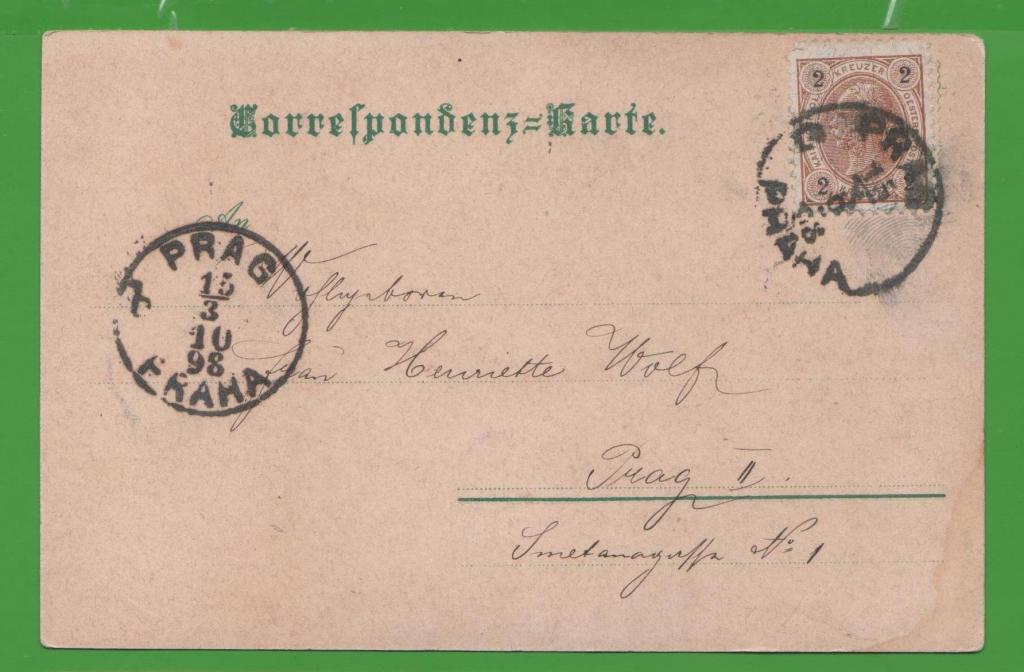 Correspondenz-Karte.
2 KREUZER 2
2
PRAG
PRAHA
An
PRAG
15
3
10
98
PRAHA
7
Wohlgeboren
Frau Henriette Wolf
Prag II.
Smetanagasse No 1